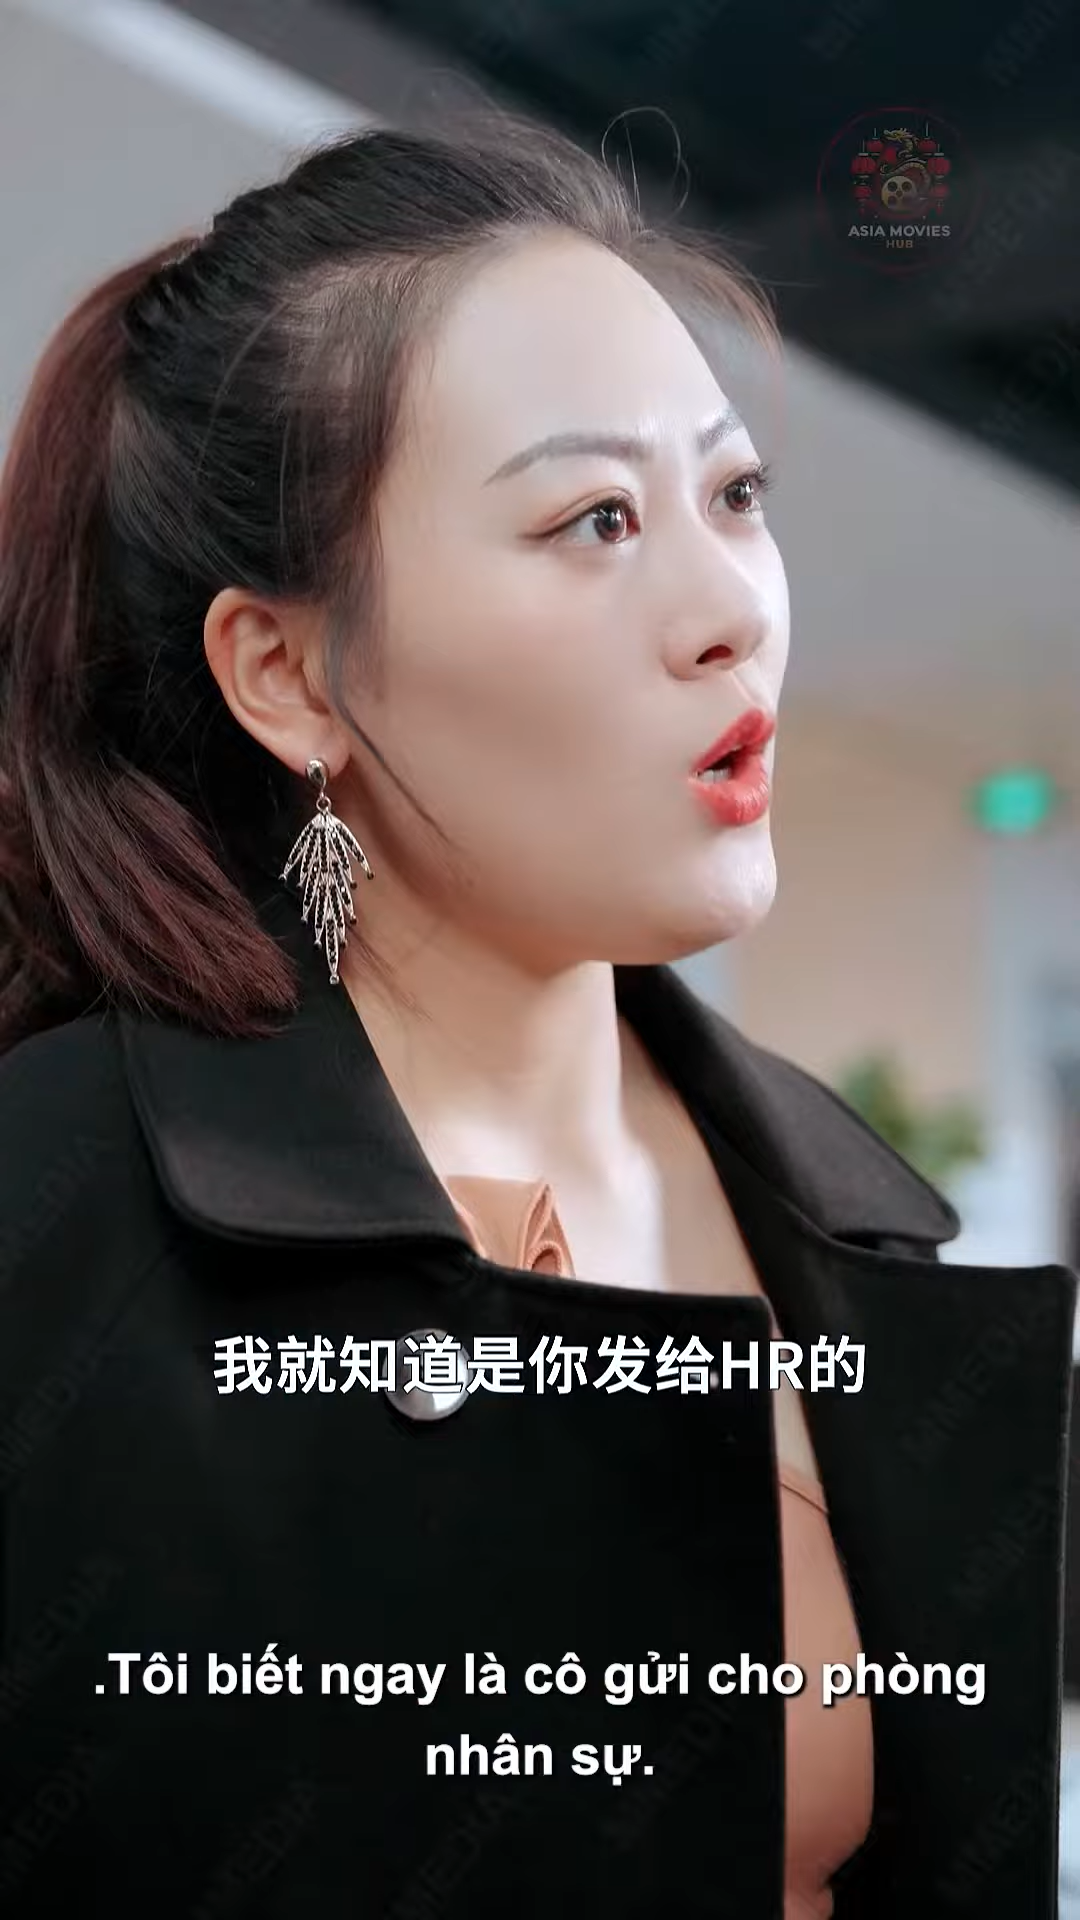 ASIA MOVIES
HUB
我就知道是你发给HR的
.Tôi biết ngay là cô gửi cho phòng
nhân sự.
MMEDIA